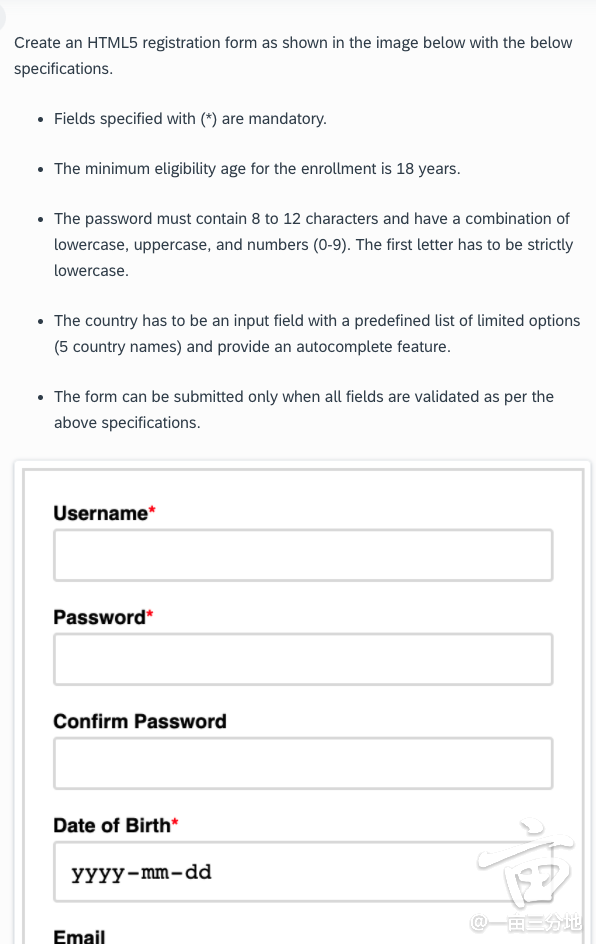 Create an HTML5 registration form as shown in the image below with the below
specifications.
Fields specified with (*) are mandatory.
The minimum eligibility age for the enrollment is 18 years.
The password must contain 8 to 12 characters and have a combination of
lowercase, uppercase, and numbers (0-9). The first letter has to be strictly
lowercase.
The country has to be an input field with a predefined list of limited options
(5 country names) and provide an autocomplete feature.
The form can be submitted only when all fields are validated as per the
above specifications.
Username*
Password*
Confirm Password
Date of Birth*
yyyy-mm-dd
亩
@一亩三分地
Email